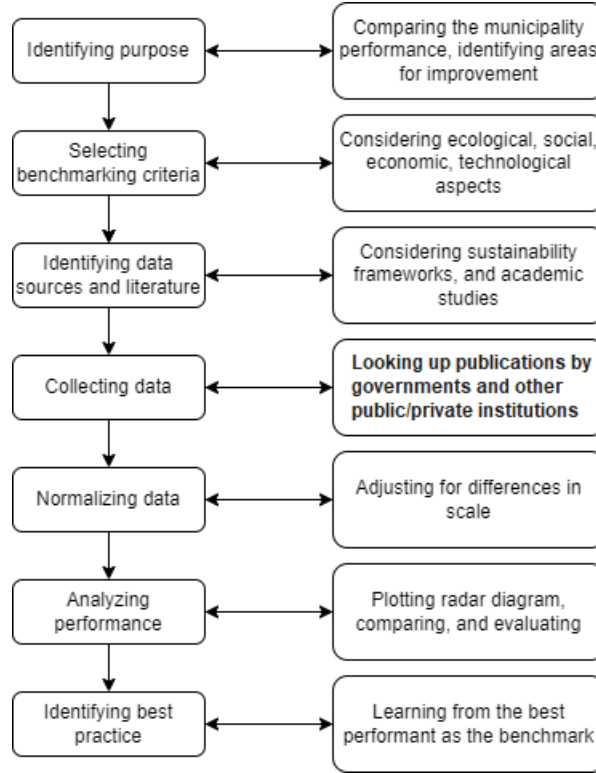 Identifying purpose
Comparing the municipality
performance, identifying areas
for improvement
Selecting
benchmarking criteria
Considering ecological, social,
economic, technological
aspects
Identifying data
sources and literature
Considering sustainability
frameworks, and academic
studies
Collecting data
Looking up publications by
governments and other
public/private institutions
Normalizing data
Adjusting for differences in
scale
Analyzing
performance
Plotting radar diagram,
comparing, and evaluating
Identifying best
practice
Learning from the best
performant as the benchmark